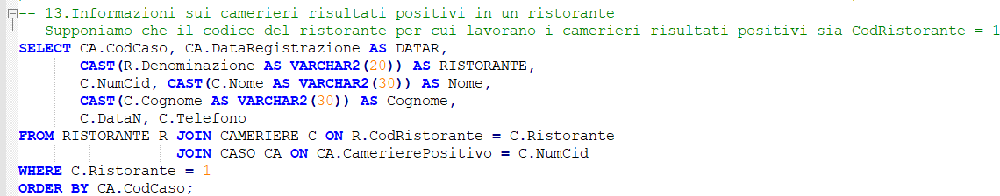 -- 13.Informazioni sui camerieri risultati positivi in un ristorante
-- Supponiamo che il codice del ristorante per cui lavorano i camerieri risultati positivi sia CodRistorante = 1
SELECT CA.CodCaso, CA.DataRegistrazione AS DATAR,
CAST(R.Denominazione AS VARCHAR2(20)) AS RISTORANTE,
C.NumCid, CAST(C.Nome AS VARCHAR2(30)) AS Nome,
CAST(C.Cognome AS VARCHAR2(30)) AS Cognome,
C.DataN, C.Telefono
FROM RISTORANTE R JOIN CAMERIERE C ON R.CodRistorante = C.Ristorante
JOIN CASO CA ON CA.CamerierePositivo = C.NumCid
WHERE C.Ristorante = 1
ORDER BY CA.CodCaso;